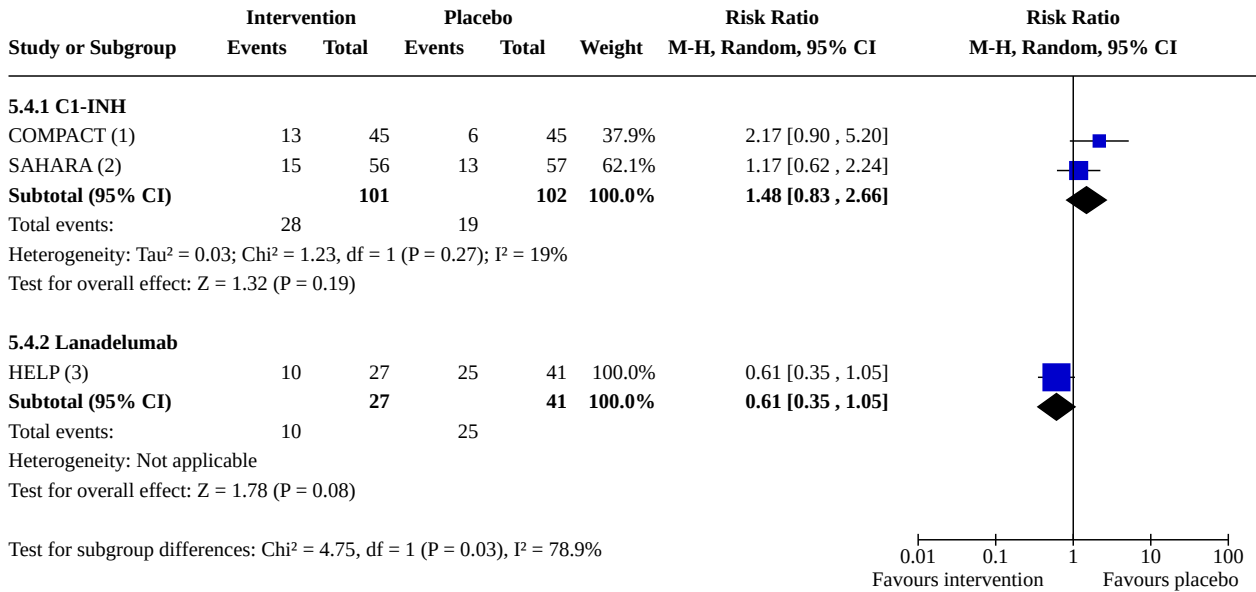 Intervention Placebo Risk Ratio Risk Ratio
Study or Subgroup Events Total Events Total Weight M-H, Random, 95% CI M-H, Random, 95% CI
5.4.1 C1-INH
COMPACT (1) 13 45 6 45 37.9% 2.17 [0.90 , 5.20]
SAHARA (2) 15 56 13 57 62.1% 1.17 [0.62 , 2.24]
Subtotal (95% CI) 101 102 100.0% 1.48 [0.83 , 2.66]
Total events: 28 19
Heterogeneity: Tau² = 0.03; Chi² = 1.23, df = 1 (P = 0.27); I² = 19%
Test for overall effect: Z = 1.32 (P = 0.19)
5.4.2 Lanadelumab
HELP (3) 10 27 25 41 100.0% 0.61 [0.35 , 1.05]
Subtotal (95% CI) 27 41 100.0% 0.61 [0.35 , 1.05]
Total events: 10 25
Heterogeneity: Not applicable
Test for overall effect: Z = 1.78 (P = 0.08)
Test for subgroup differences: Chi² = 4.75, df = 1 (P = 0.03), I² = 78.9%
0.01 0.1 1 10 100
Favours intervention Favours placebo